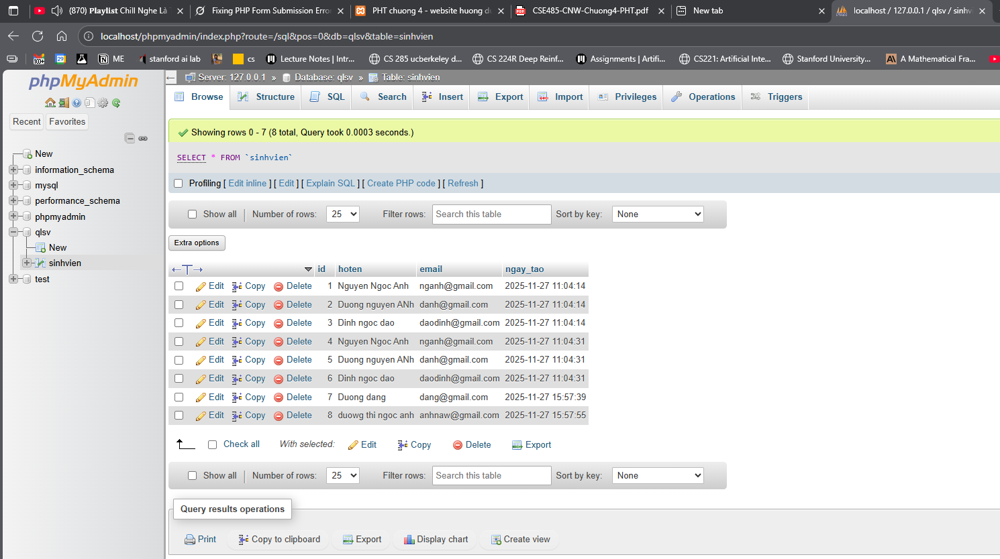 (870) Playlist Chill Nghe Là
Fixing PHP Form Submission Erro
PHT chuong 4 - website huong d
CSE485-CNW-Chuong4-PHT.pdf
New tab
localhost / 127.0.0.1 / qlsv / sinhv
localhost/phpmyadmin/index.php?route=/sql&pos=0&db=qlsv&table=sinhvien
ME
stanford ai lab
cs
Lecture Notes | Intr...
CS 285 ucberkeley d...
CS 224R Deep Reinf...
Assignments | Artifi...
CS221: Artificial Inte...
Stanford University...
A Mathematical Fra...
phpMyAdmin
Recent
Favorites
New
information_schema
mysql
performance_schema
phpmyadmin
qlsv
New
sinhvien
test
Server: 127.0.0.1 » Database: qlsv » Table: sinhvien
Browse
Structure
SQL
Search
Insert
Export
Import
Privileges
Operations
Triggers
Showing rows 0 - 7 (8 total, Query took 0.0003 seconds.)
SELECT * FROM `sinhvien`
Profiling [ Edit inline ] [ Edit ] [ Explain SQL ] [ Create PHP code ] [ Refresh ]
Show all | Number of rows: 25 Filter rows: Search this table Sort by key: None
Extra options
id hoten email ngay_tao
Edit Copy Delete 1 Nguyen Ngoc Anh nganh@gmail.com 2025-11-27 11:04:14
Edit Copy Delete 2 Duong nguyen ANh danh@gmail.com 2025-11-27 11:04:14
Edit Copy Delete 3 Dinh ngoc dao daodinh@gmail.com 2025-11-27 11:04:14
Edit Copy Delete 4 Nguyen Ngoc Anh nganh@gmail.com 2025-11-27 11:04:31
Edit Copy Delete 5 Duong nguyen ANh danh@gmail.com 2025-11-27 11:04:31
Edit Copy Delete 6 Dinh ngoc dao daodinh@gmail.com 2025-11-27 11:04:31
Edit Copy Delete 7 Duong dang dang@gmail.com 2025-11-27 15:57:39
Edit Copy Delete 8 duowg thi ngoc anh anhnaw@gmail.com 2025-11-27 15:57:55
Check all With selected: Edit Copy Delete Export
Show all | Number of rows: 25 Filter rows: Search this table Sort by key: None
Query results operations
Print Copy to clipboard Export Display chart Create view